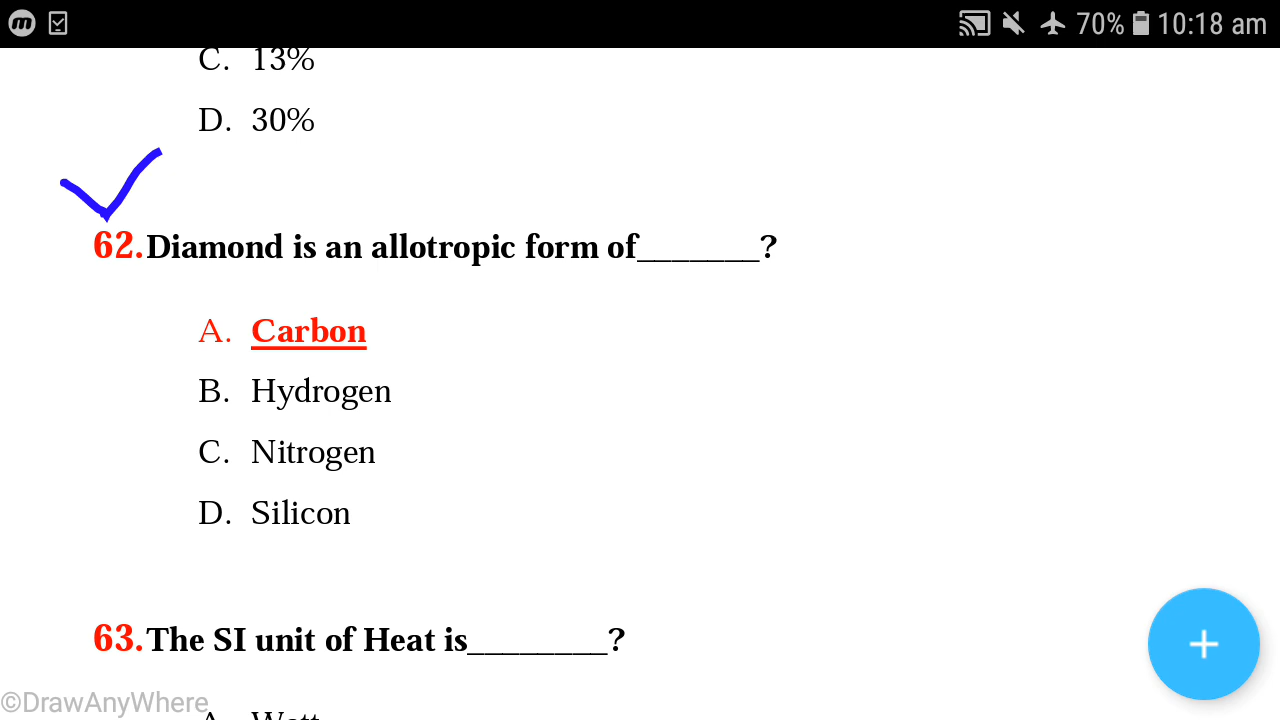 70% 10:18 am
C. 13%
D. 30%
62. Diamond is an allotropic form of_______?
A. Carbon
B. Hydrogen
C. Nitrogen
D. Silicon
63. The SI unit of Heat is________?
©DrawAnyWhere
A. Watt